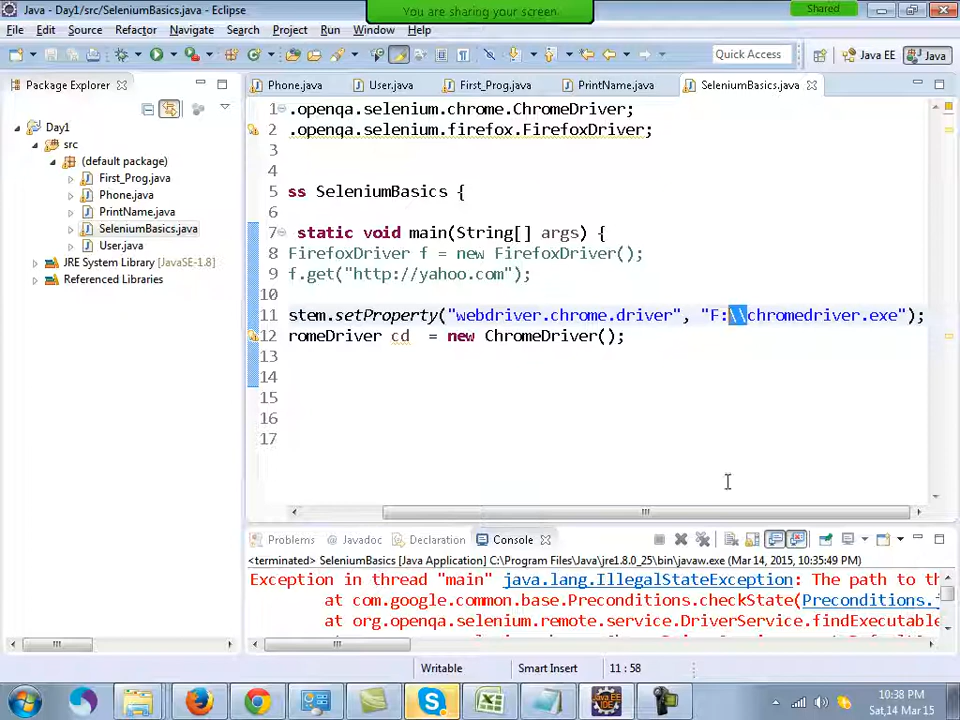 Java - Day1/src/SeleniumBasics.java - Eclipse
You are sharing your screen
Shared
File Edit Source Refactor Navigate Search Project Run Window Help
Quick Access
Java EE
Java
Package Explorer
Phone.java
User.java
First_Prog.java
PrintName.java
SeleniumBasics.java
Day1
src
(default package)
First_Prog.java
Phone.java
PrintName.java
SeleniumBasics.java
User.java
JRE System Library [JavaSE-1.8]
Referenced Libraries
1 .openqa.selenium.chrome.ChromeDriver;
2 .openqa.selenium.firefox.FirefoxDriver;
3
4
5 ss SeleniumBasics {
6
7 static void main(String[] args) {
8 FirefoxDriver f = new FirefoxDriver();
9 f.get("http://yahoo.com");
10
11 stem.setProperty("webdriver.chrome.driver", "F:\\chromedriver.exe");
12 romeDriver cd = new ChromeDriver();
13
14
15
16
17
Problems Javadoc Declaration Console
<terminated> SeleniumBasics [Java Application] C:\Program Files\Java\jre1.8.0_25\bin\javaw.exe (Mar 14, 2015, 10:35:49 PM)
Exception in thread "main" java.lang.IllegalStateException: The path to th
at com.google.common.base.Preconditions.checkState(Preconditions.j
at org.openqa.selenium.remote.service.DriverService.findExecutable
Writable
Smart Insert
11 : 58
10:38 PM
Sat,14 Mar 15